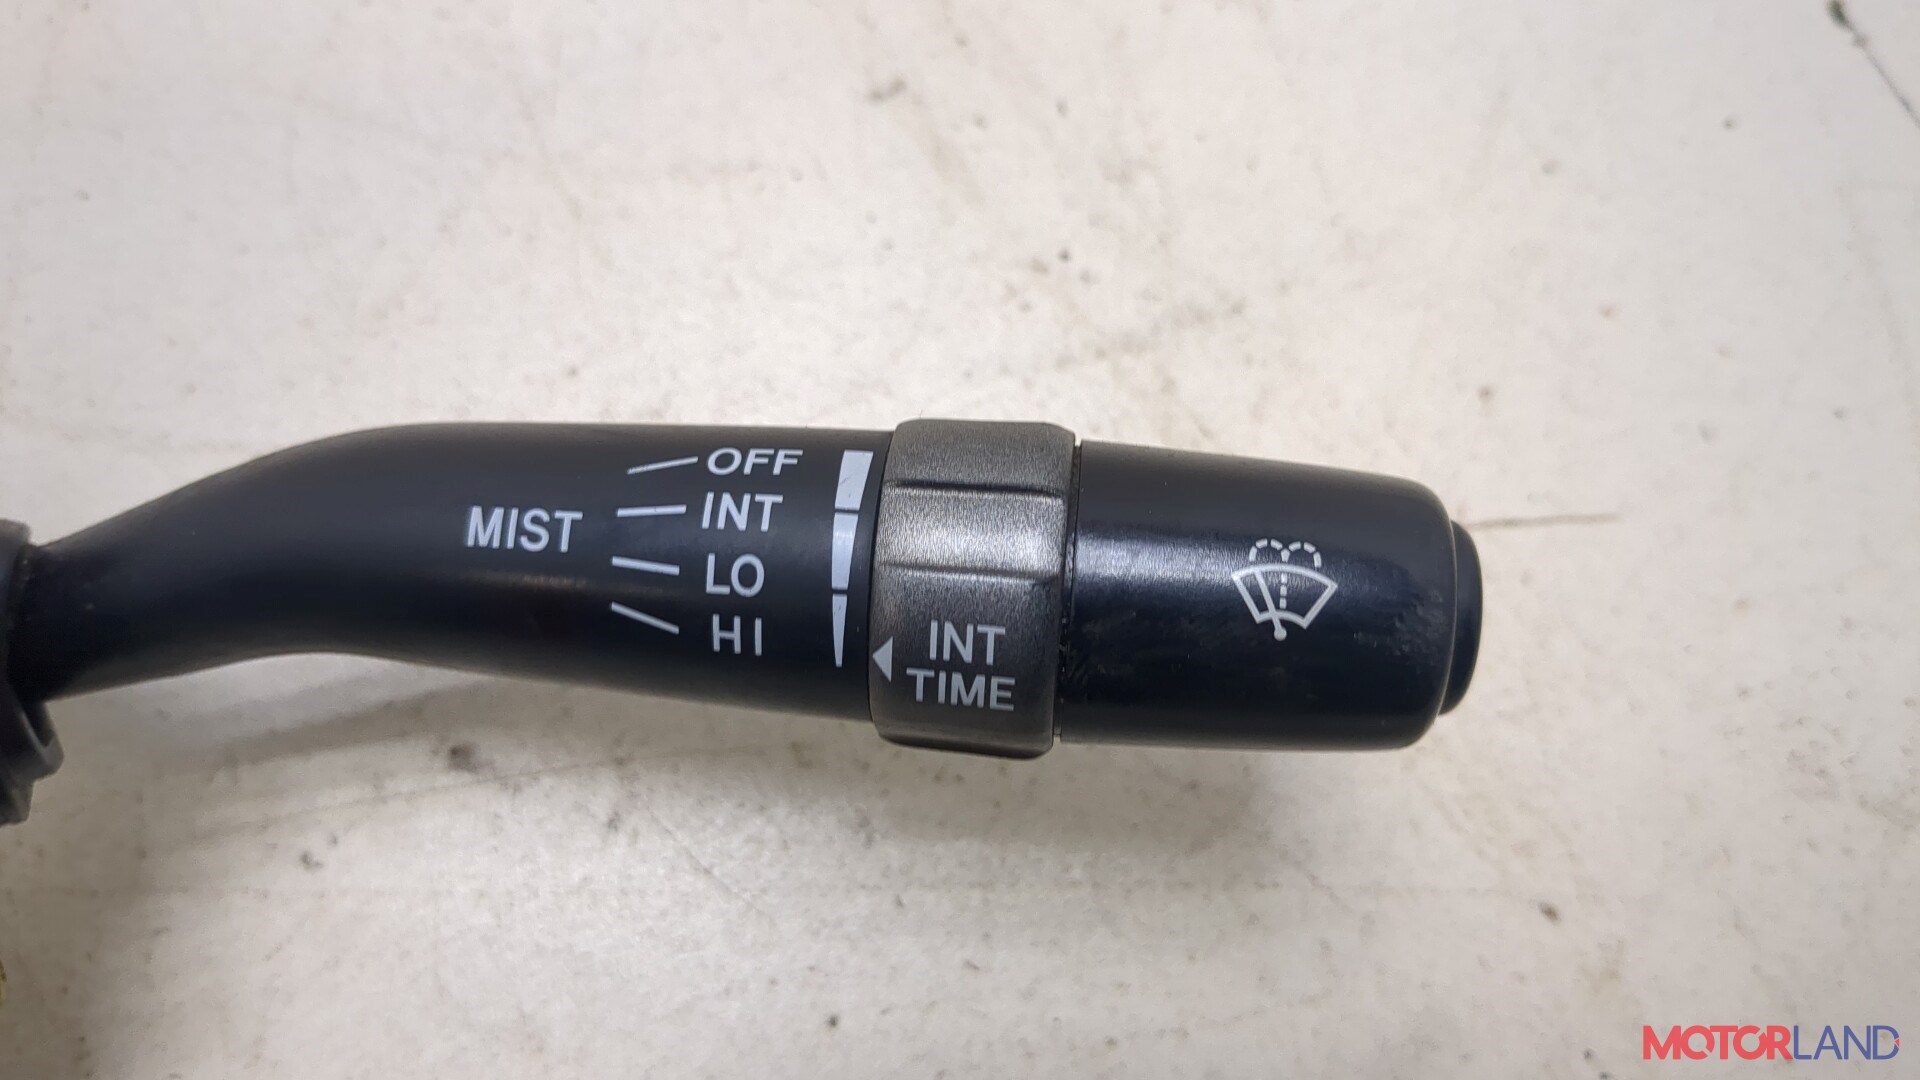 OFF
MIST INT
LO
HI
INT
TIME
MOTORLAND